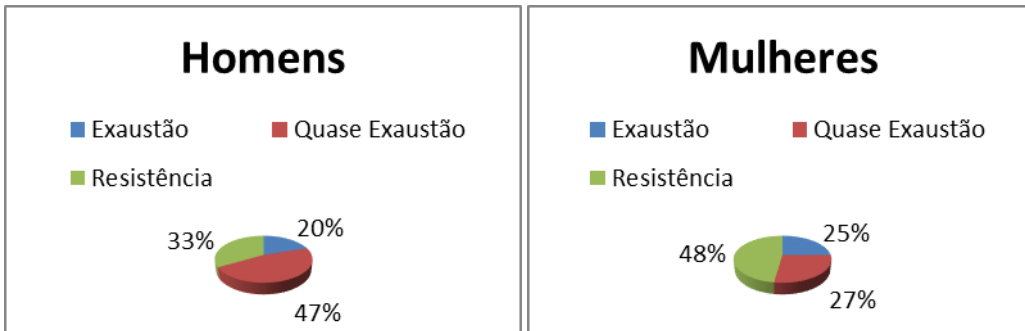 Homens
Exaustão Quase Exaustão
Resistência
20%
33%
47%
Mulheres
Exaustão Quase Exaustão
Resistência
25%
48%
27%